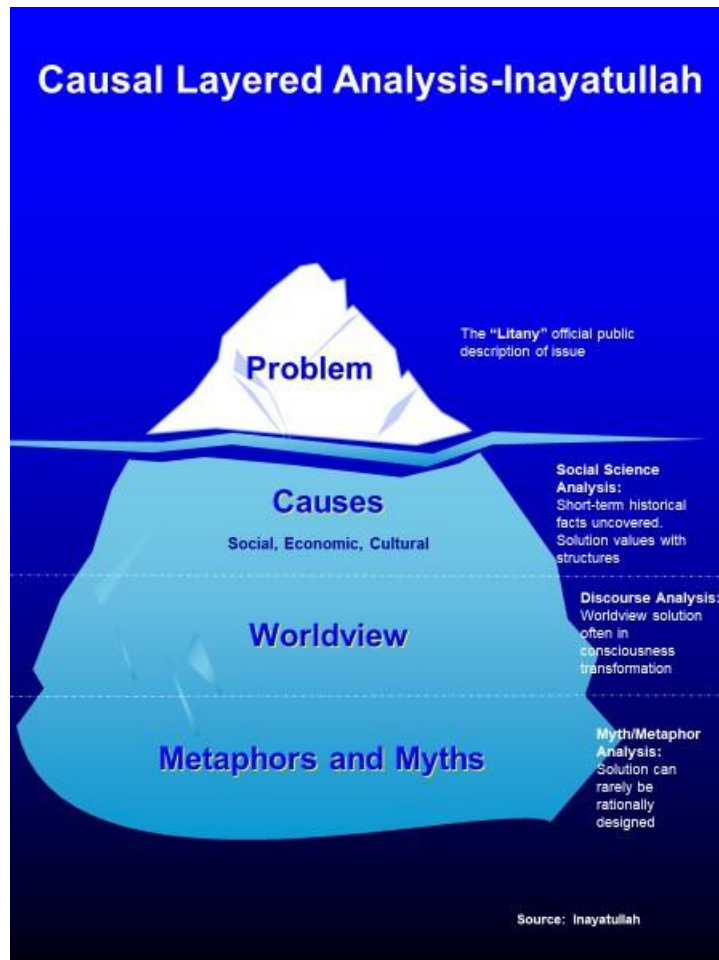 Causal Layered Analysis-Inayatullah
Problem
The “Litany” official public
description of issue
Causes
Social, Economic, Cultural
Social Science
Analysis:
Short-term historical
facts uncovered.
Solution values with
structures
Worldview
Discourse Analysis:
Worldview solution
often in
consciousness
transformation
Metaphors and Myths
Myth/Metaphor
Analysis:
Solution can
rarely be
rationally
designed
Source: Inayatullah